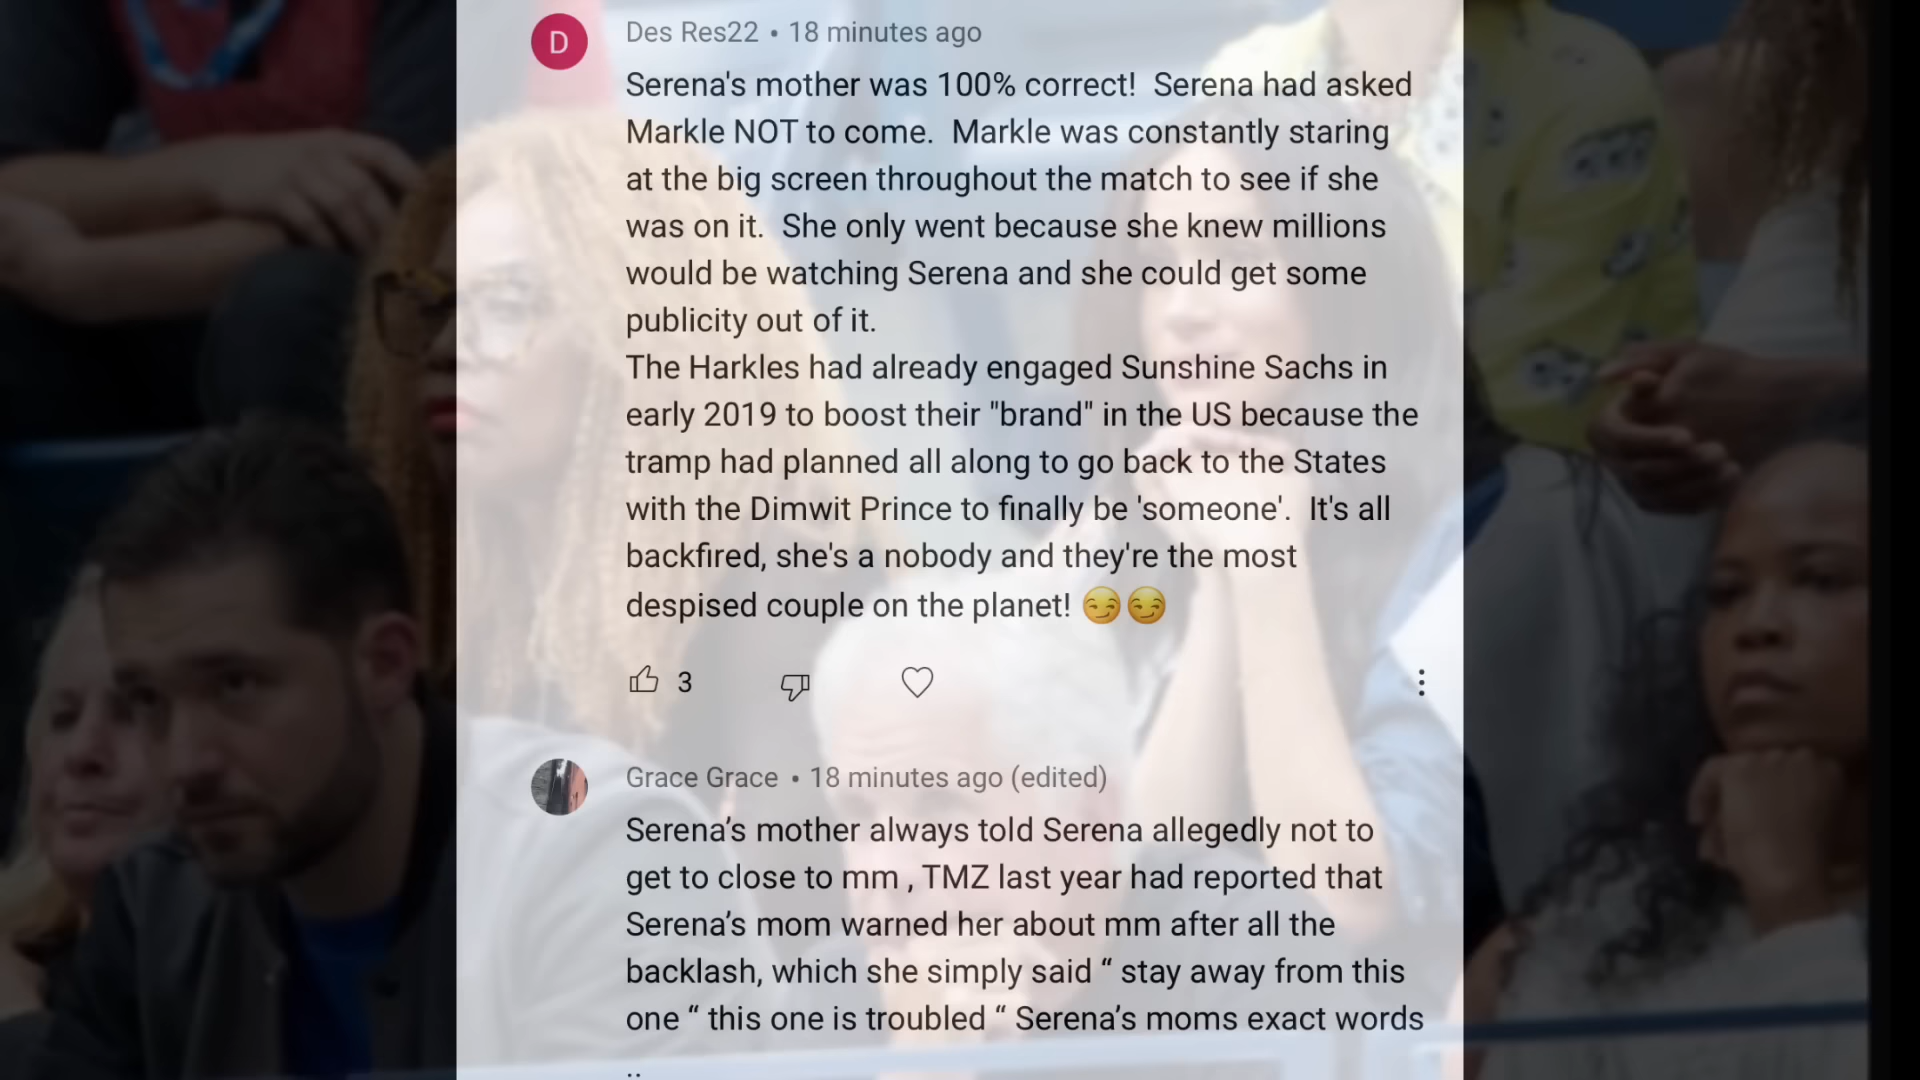 D
Des Res22 • 18 minutes ago
Serena's mother was 100% correct!  Serena had asked
Markle NOT to come.  Markle was constantly staring
at the big screen throughout the match to see if she
was on it.  She only went because she knew millions
would be watching Serena and she could get some
publicity out of it.
The Harkles had already engaged Sunshine Sachs in
early 2019 to boost their "brand" in the US because the
tramp had planned all along to go back to the States
with the Dimwit Prince to finally be 'someone'.  It's all
backfired, she's a nobody and they're the most
despised couple on the planet! 😏😏
3
Grace Grace • 18 minutes ago (edited)
Serena’s mother always told Serena allegedly not to
get to close to mm , TMZ last year had reported that
Serena’s mom warned her about mm after all the
backlash, which she simply said “ stay away from this
one “ this one is troubled “ Serena’s moms exact words
..